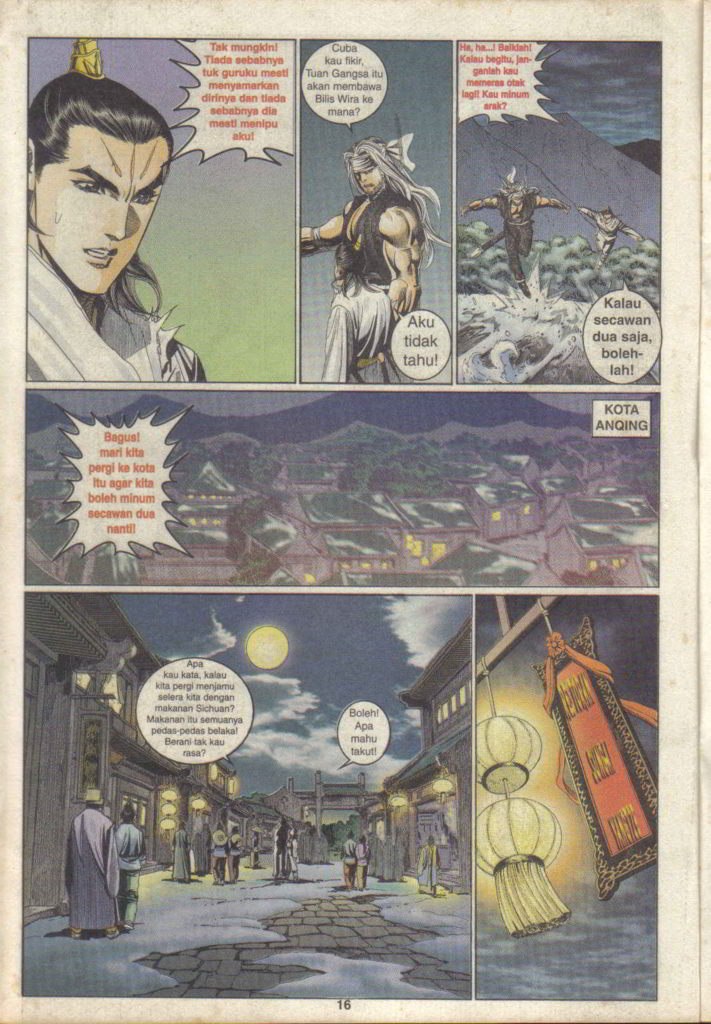 Tak mungkin!
Tiada sebabnya
tuk guruku mesti
menyamarkan
dirinya dan tiada
sebabnya dia
mesti menipu
aku!
Cuba
kau fikir,
Tuan Gangsa itu
akan membawa
Bilis Wira ke
mana?
Aku
tidak
tahu!
Ha, ha...! Baiklah!
Kalau begitu, jan-
ganlah kau
memeras otak
lagi! Kau minum
arak?
Kalau
secawan
dua saja,
boleh-
lah!
Bagus!
mari kita
pergi ke kota
itu agar kita
boleh minum
secawan dua
nanti!
KOTA
ANQING
Apa
kau kata, kalau
kita pergi menjamu
selera kita dengan
makanan Sichuan?
Makanan itu semuanya
pedas-pedas belaka!
Berani tak kau
rasa?
Boleh!
Apa
mahu
takut!
16